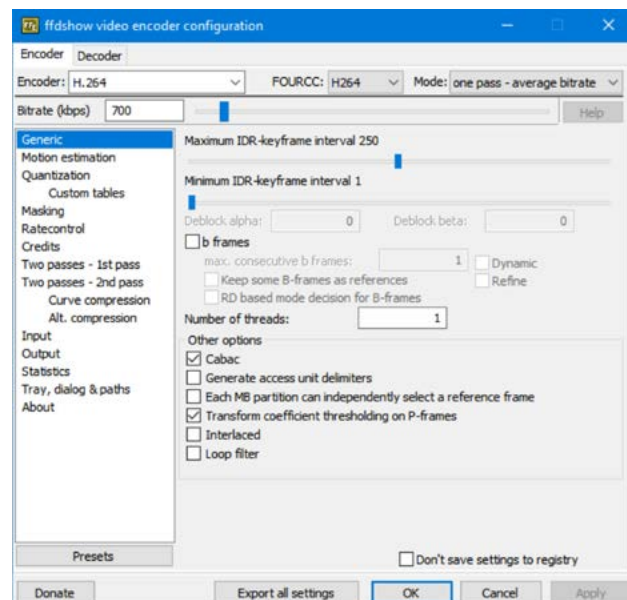 ffdshow video encoder configuration
Encoder Decoder
Encoder: H.264 FOURCC: H264 Mode: one pass - average bitrate
Bitrate (kbps) 700 Help
Generic
Motion estimation
Quantization
Custom tables
Masking
Ratecontrol
Credits
Two passes - 1st pass
Two passes - 2nd pass
Curve compression
Alt. compression
Input
Output
Statistics
Tray, dialog & paths
About
Presets
Maximum IDR-keyframe interval 250
Minimum IDR-keyframe interval 1
Deblock alpha: 0 Deblock beta: 0
b frames
max. consecutive b frames: 1 Dynamic
Keep some B-frames as references Refine
RD based mode decision for B-frames
Number of threads: 1
Other options
Cabac
Generate access unit delimiters
Each MB partition can independently select a reference frame
Transform coefficient thresholding on P-frames
Interlaced
Loop filter
Don't save settings to registry
Donate Export all settings OK Cancel Apply